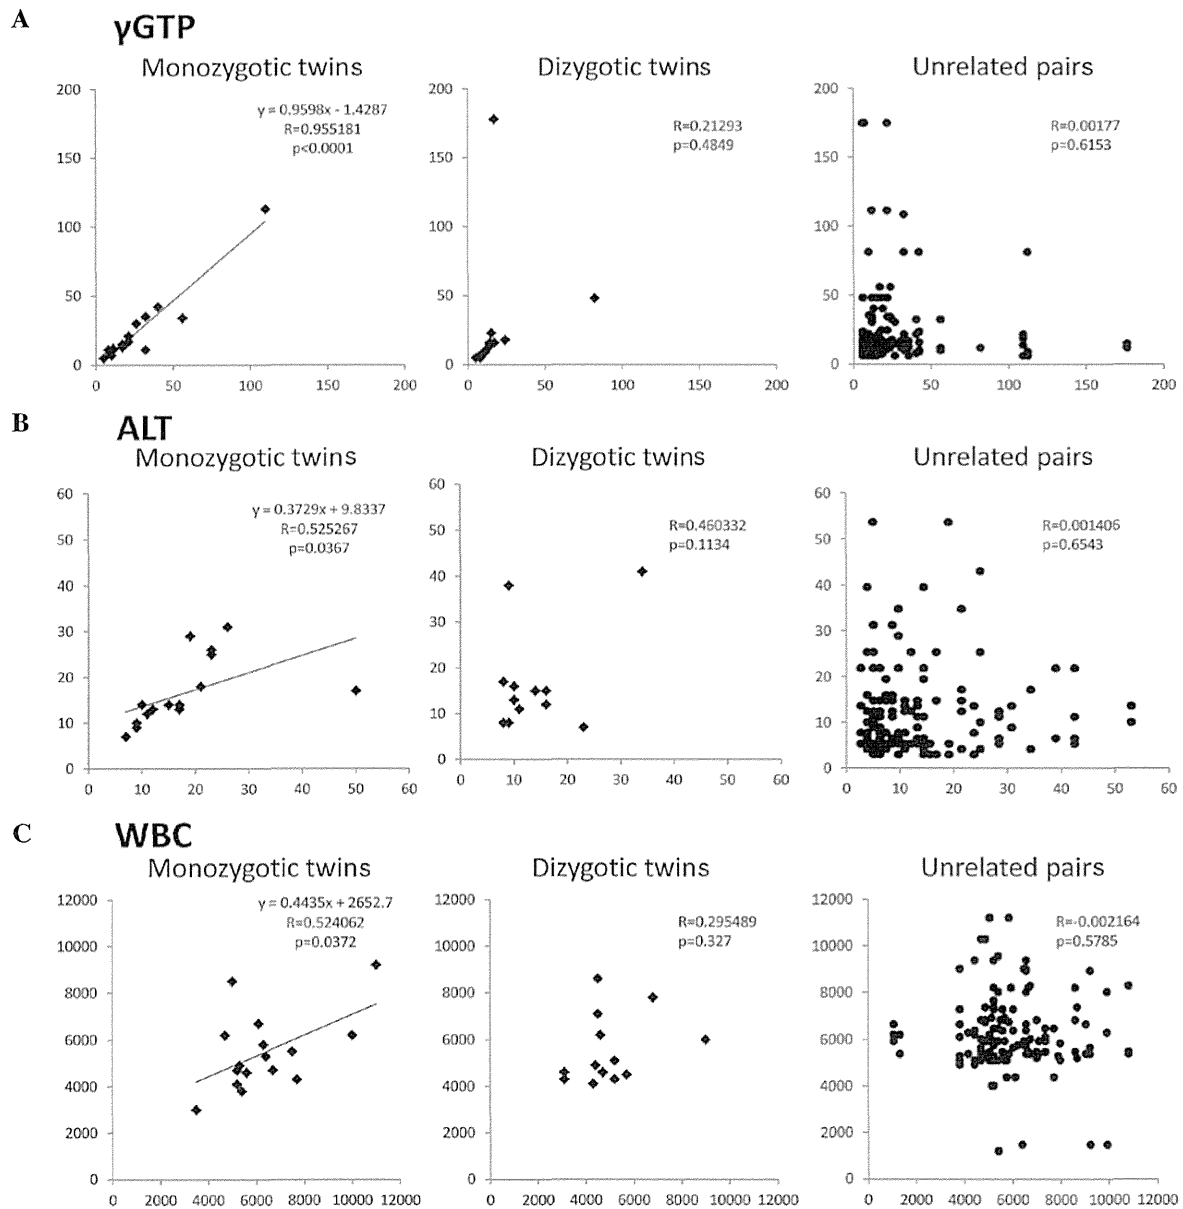 A
γGTP
Monozygotic twins
Dizygotic twins
Unrelated pairs
200
150
100
50
0
0 50 100 150 200
y = 0.9598x - 1.4287
R=0.955181
p<0.0001
200
150
100
50
0
0 50 100 150 200
R=0.21293
p=0.4849
200
150
100
50
0
0 50 100 150 200
R=0.00177
p=0.6153
B
ALT
Monozygotic twins
Dizygotic twins
Unrelated pairs
60
50
40
30
20
10
0
0 10 20 30 40 50 60
y = 0.3729x + 9.8337
R=0.525267
p=0.0367
60
50
40
30
20
10
0
0 10 20 30 40 50 60
R=0.460332
p=0.1134
60
50
40
30
20
10
0
0 10 20 30 40 50 60
R=0.001406
p=0.6543
C
WBC
Monozygotic twins
Dizygotic twins
Unrelated pairs
12000
10000
8000
6000
4000
2000
0
0 2000 4000 6000 8000 10000 12000
y = 0.4435x + 2652.7
R=0.524062
p=0.0372
12000
10000
8000
6000
4000
2000
0
0 2000 4000 6000 8000 10000 12000
R=0.295489
p=0.327
12000
10000
8000
6000
4000
2000
0
0 2000 4000 6000 8000 10000 12000
R=-0.002164
p=0.5785